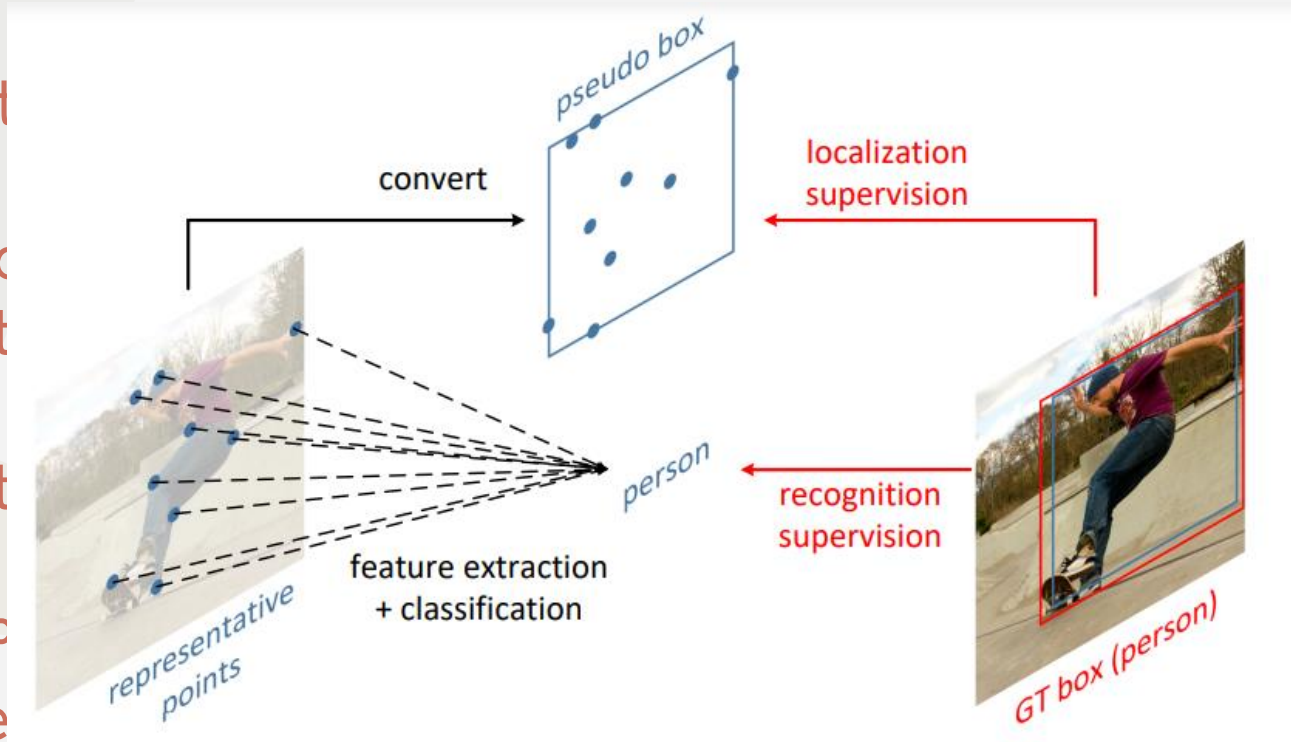 pseudo box
convert
localization
supervision
person
recognition
supervision
feature extraction
+ classification
representative
points
GT box (person)